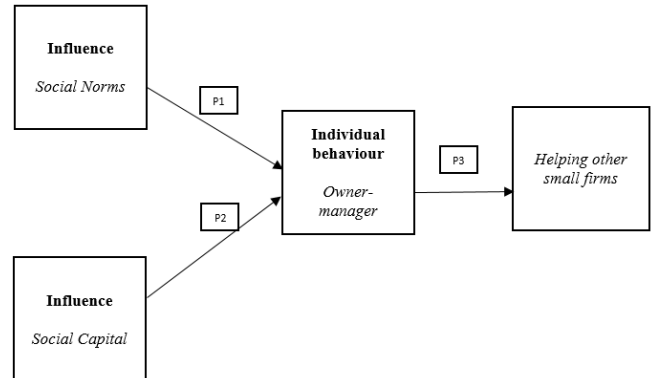 Influence
Social Norms
P1
Individual
behaviour
Owner-
manager
P3
Helping other
small firms
P2
Influence
Social Capital